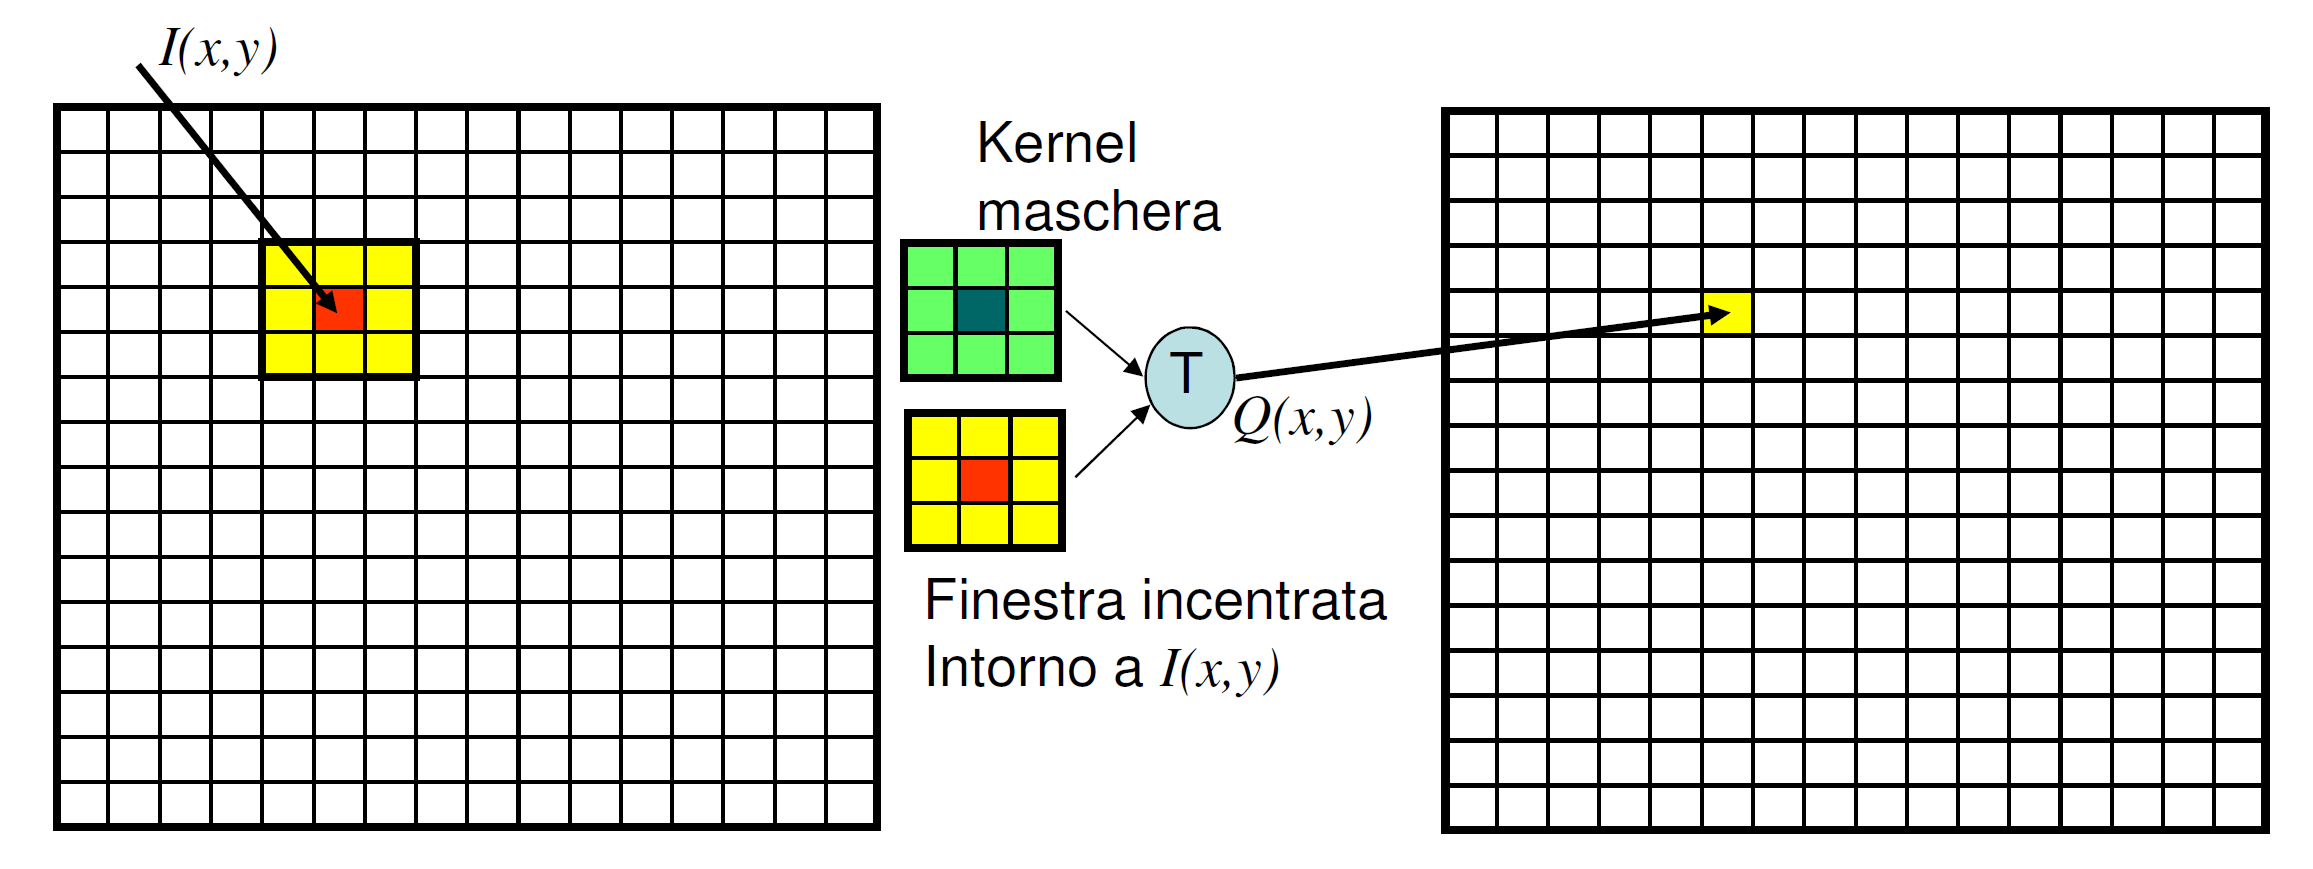 I(x,y)
Kernel
maschera
T
Q(x,y)
Finestra incentrata
Intorno a I(x,y)